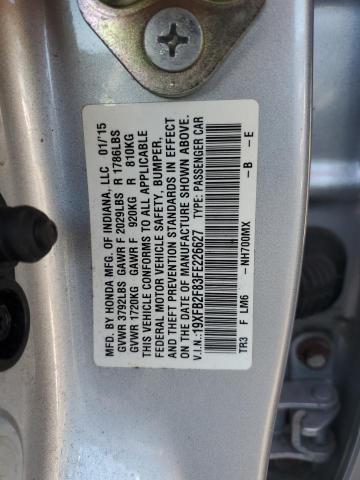 MFD. BY HONDA MFG. OF INDIANA, LLC 01/'15
GVWR 3792LBS GAWR F 2029LBS R 1786LBS
GVWR 1720KG GAWR F 920KG R 810KG
THIS VEHICLE CONFORMS TO ALL APPLICABLE
FEDERAL MOTOR VEHICLE SAFETY, BUMPER,
AND THEFT PREVENTION STANDARDS IN EFFECT
ON THE DATE OF MANUFACTURE SHOWN ABOVE.
V.I.N.:19XFB2F83FE226627 TYPE: PASSENGER CAR
TR3 F LM6 -NH700MX -B -E